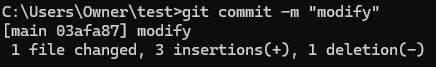 C:\Users\Owner\test>git commit -m "modify"
[main 03afa87] modify
 1 file changed, 3 insertions(+), 1 deletion(-)